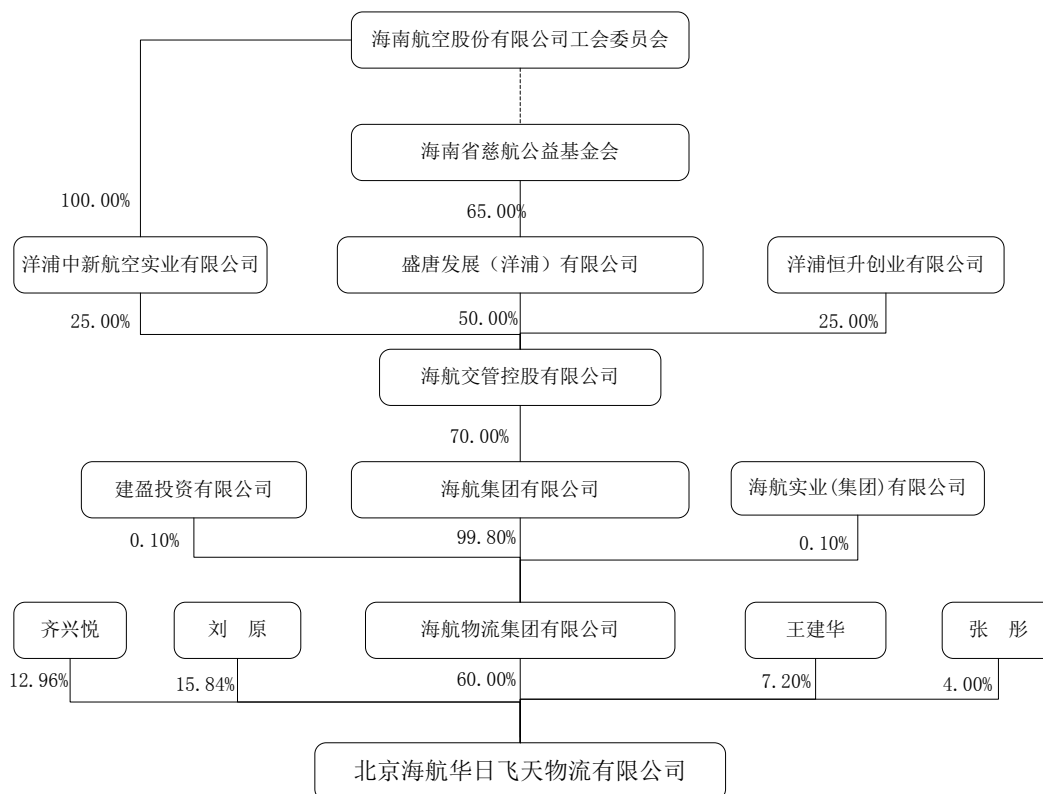 海南航空股份有限公司工会委员会
海南省慈航公益基金会
100.00%
65.00%
洋浦中新航空实业有限公司
盛唐发展（洋浦）有限公司
洋浦恒升创业有限公司
25.00%
50.00%
25.00%
海航交管控股有限公司
70.00%
建盈投资有限公司
海航集团有限公司
海航实业(集团)有限公司
0.10%
99.80%
0.10%
齐兴悦
刘　原
海航物流集团有限公司
王建华
张　彤
12.96%
15.84%
60.00%
7.20%
4.00%
北京海航华日飞天物流有限公司